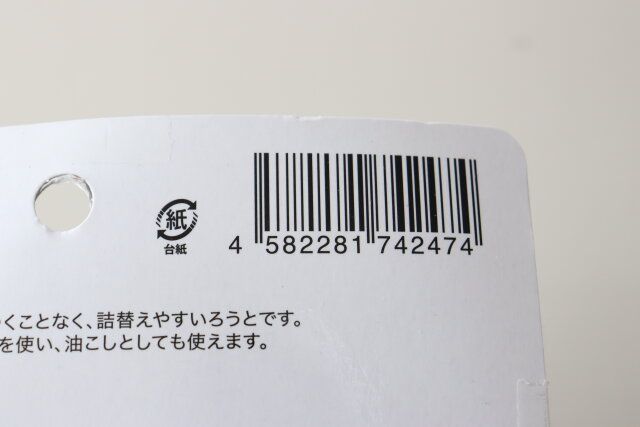 紙
台紙
4 582281 742474
くことなく、詰替えやすいろうとです。
を使い、油こしとしても使えます。